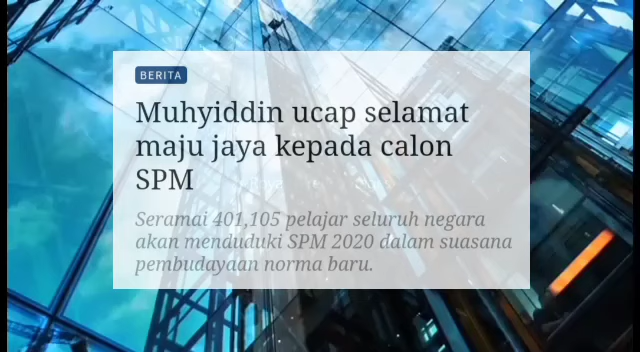 BERITA
Muhyiddin ucap selamat
maju jaya kepada calon
SPM
Seramai 401,105 pelajar seluruh negara
akan menduduki SPM 2020 dalam suasana
pembudayaan norma baru.